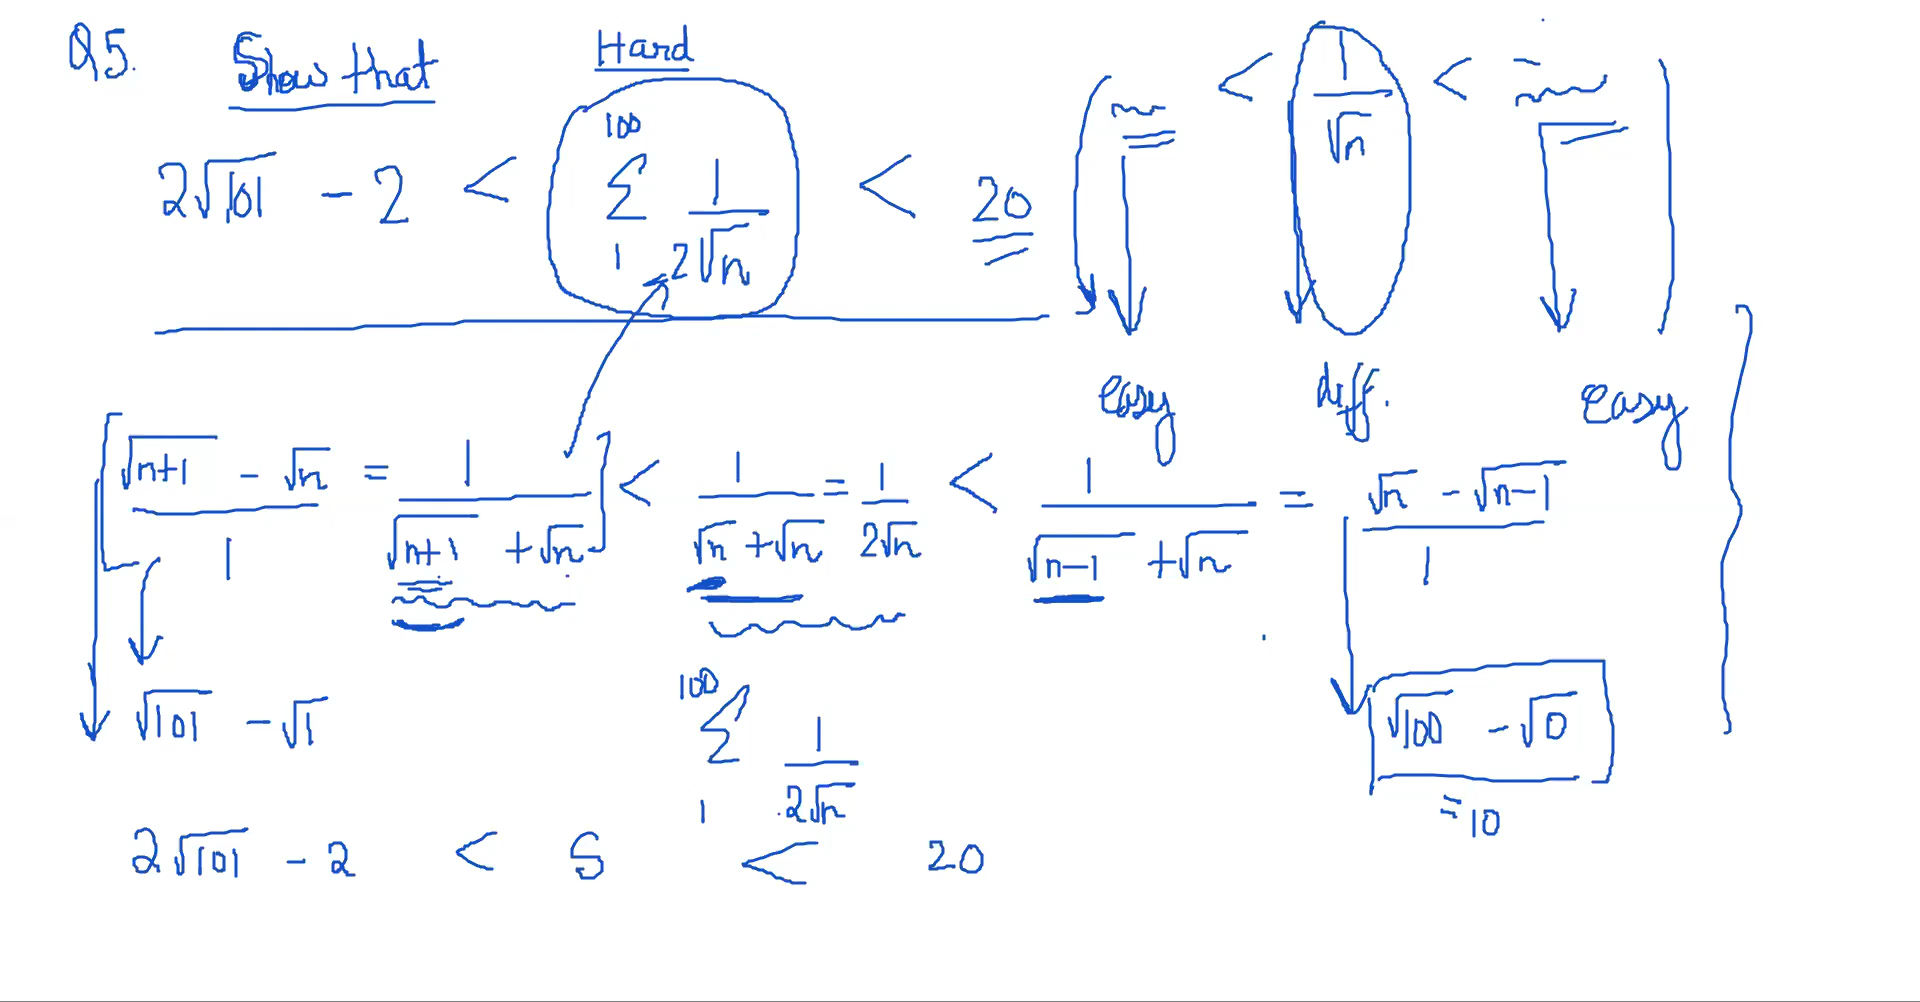 Q5. Show that
Hard
2√101 - 2 < 100 Σ 1 1/(2√n) < 20
< 1/√n <
easy diff. easy
(√(n+1) - √n)/1 = 1/(√(n+1) + √n) < 1/(√n + √n) = 1/(2√n) < 1/(√(n-1) + √n) = (√n - √(n-1))/1
√101 - √1
100 Σ 1 1/(2√n)
√100 - √0
= 10
2√101 - 2 < S < 20